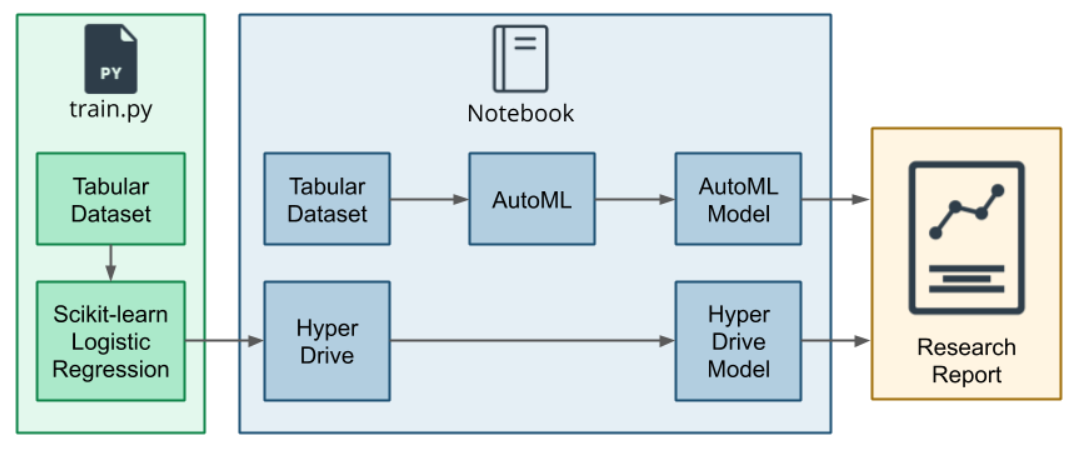 PY
train.py
Tabular
Dataset
Scikit-learn
Logistic
Regression
Notebook
Tabular
Dataset
AutoML
AutoML
Model
Hyper
Drive
Hyper
Drive
Model
Research
Report